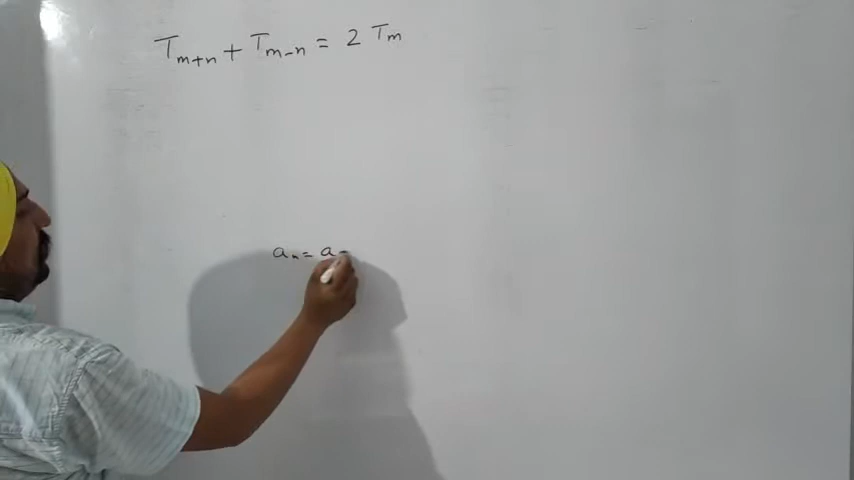 T_{m+n} + T_{m-n} = 2 T_m
a_n = a